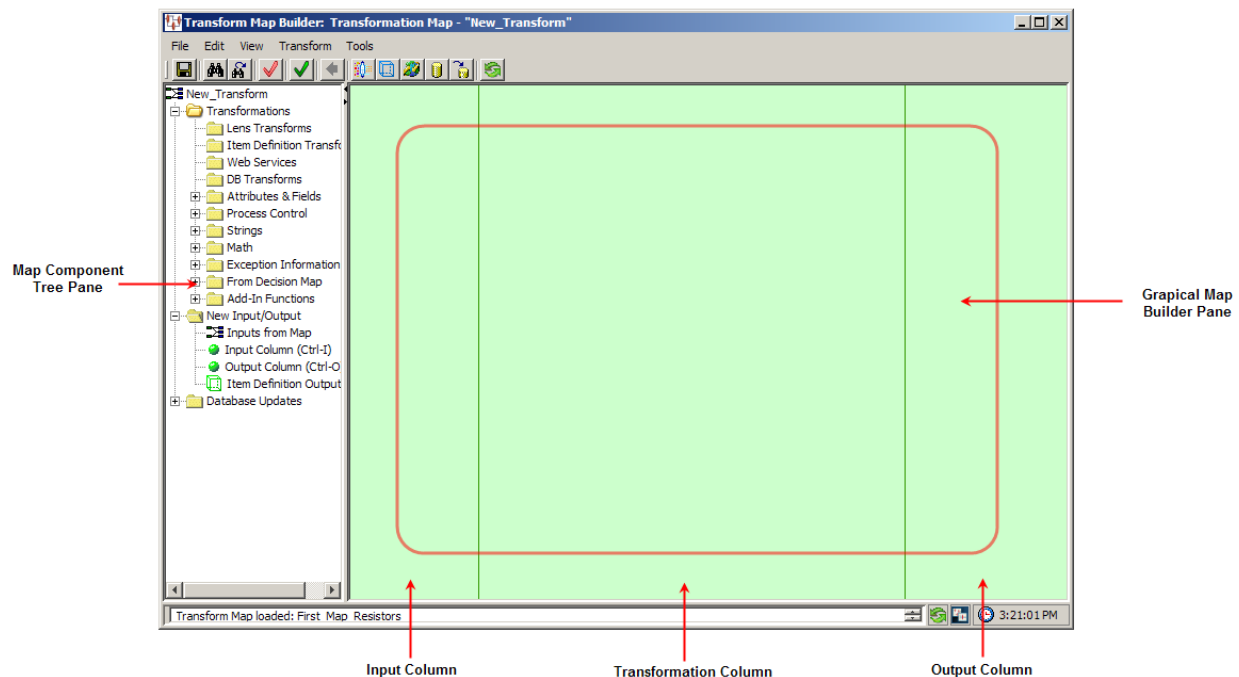 Transform Map Builder: Transformation Map - "New_Transform"
File Edit View Transform Tools
New_Transform
Transformations
Lens Transforms
Item Definition Transfo
Web Services
DB Transforms
Attributes & Fields
Process Control
Strings
Math
Exception Information
From Decision Map
Add-In Functions
New Input/Output
Inputs from Map
Input Column (Ctrl-I)
Output Column (Ctrl-O
Item Definition Output
Database Updates
Map Component
Tree Pane
Grapical Map
Builder Pane
Transform Map loaded: First_Map_Resistors
3:21:01 PM
Input Column
Transformation Column
Output Column